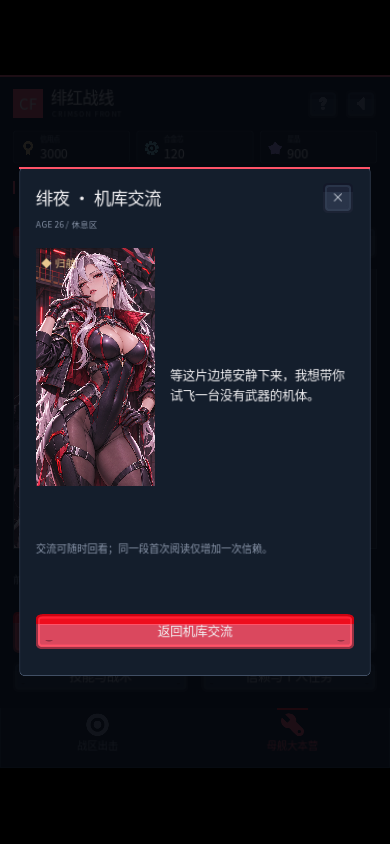 CF
绯红战线
3000
120
900
绯夜 · 机库交流
AGE 26 / 休息区
等这片边境安静下来，我想带你
试飞一台没有武器的机体。
交流可随时回看；同一段首次阅读仅增加一次信赖。
返回机库交流